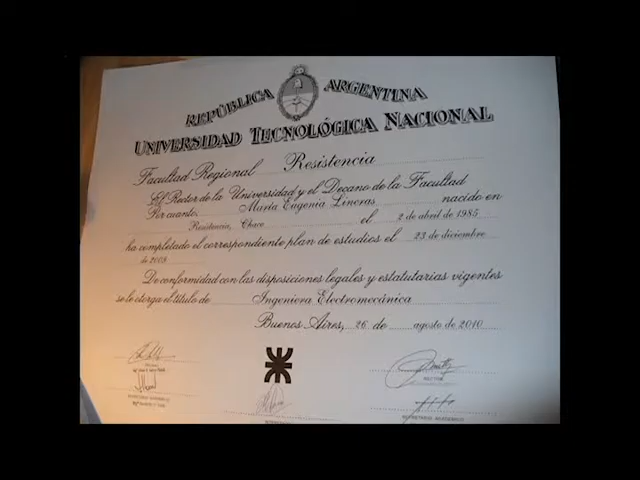 REPÚBLICA ARGENTINA
UNIVERSIDAD TECNOLÓGICA NACIONAL
Facultad Regional Resistencia
El Rector de la Universidad y el Decano de la Facultad
Por cuanto: María Eugenia nacido en
Resistencia, Chaco el 2 de abril de 1985
ha completado el correspondiente plan de estudios el 23 de diciembre
de 2009
De conformidad con las disposiciones legales y estatutarias vigentes
se le otorga el título de Ingeniera Electromecánica
Buenos Aires, 26 de agosto de 2010
RECTOR
SECRETARIO ACADÉMICO